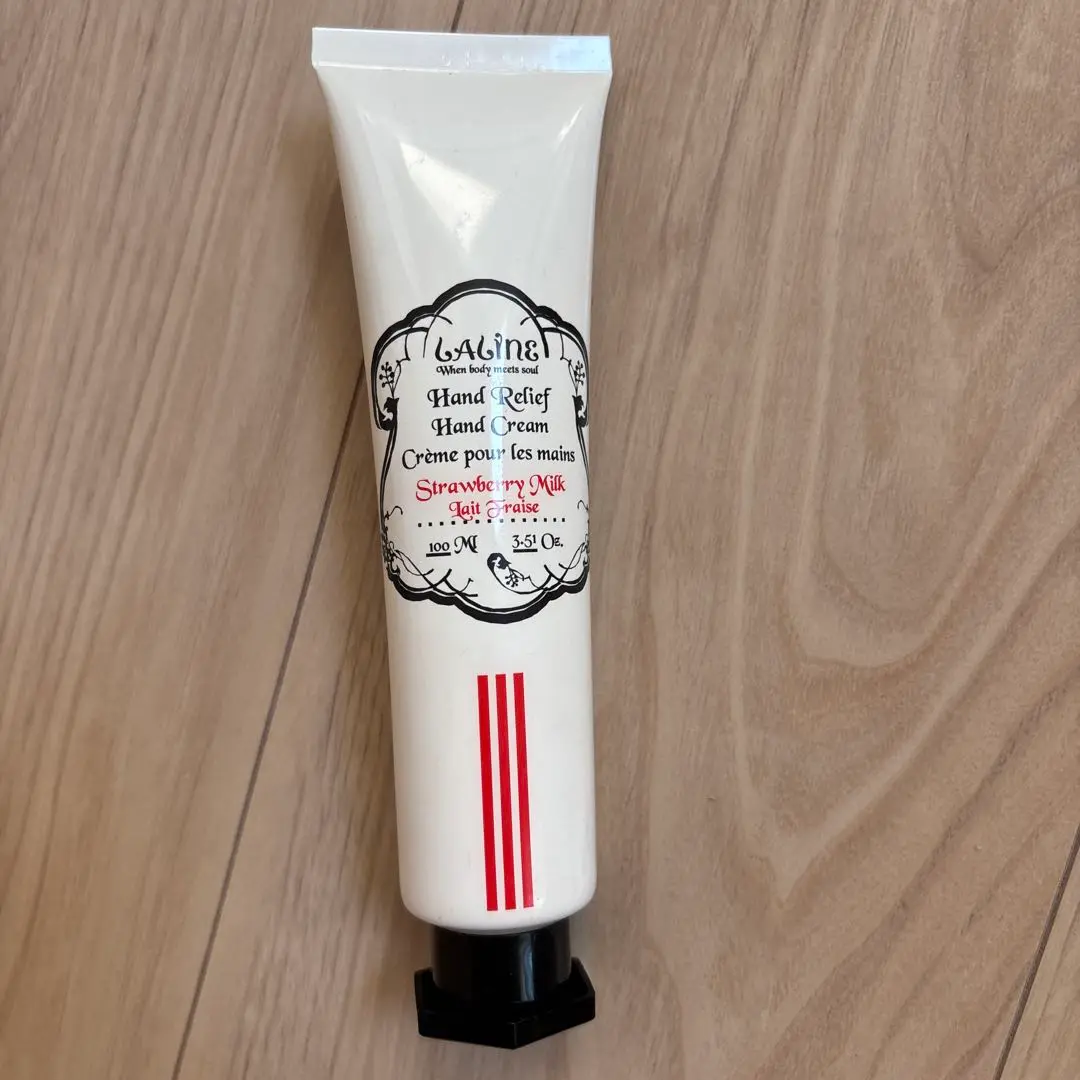 LALINE
When body meets soul
Hand Relief
Hand Cream
Crème pour les mains
Strawberry Milk
Lait Fraise
100 Ml 3.51 Oz.